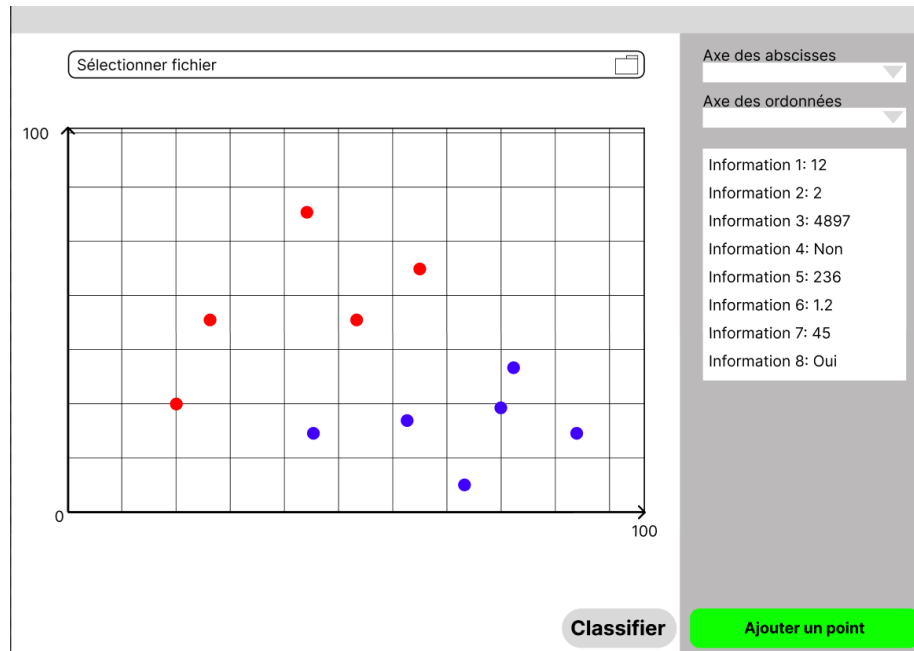 Sélectionner fichier
100
0
100
Classifier
Axe des abscisses
Axe des ordonnées
Information 1: 12
Information 2: 2
Information 3: 4897
Information 4: Non
Information 5: 236
Information 6: 1.2
Information 7: 45
Information 8: Oui
Ajouter un point